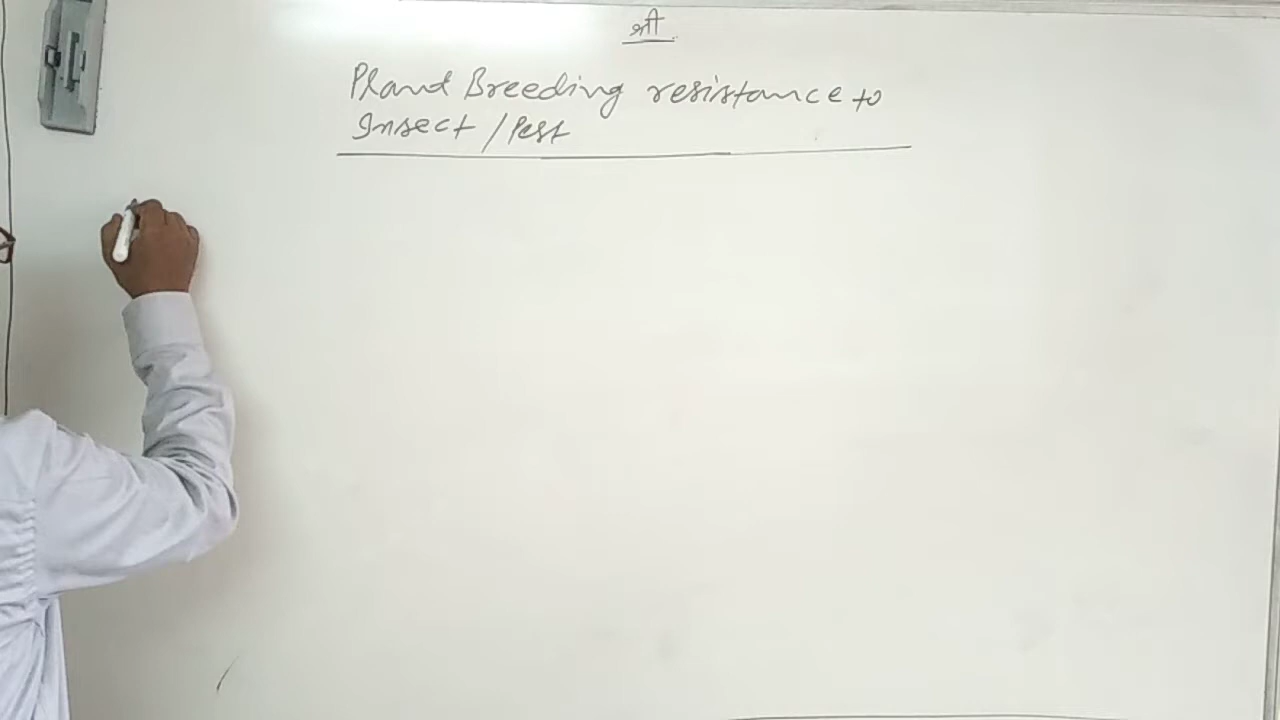 श्री
Plant Breeding resistance to
Insect / Pest